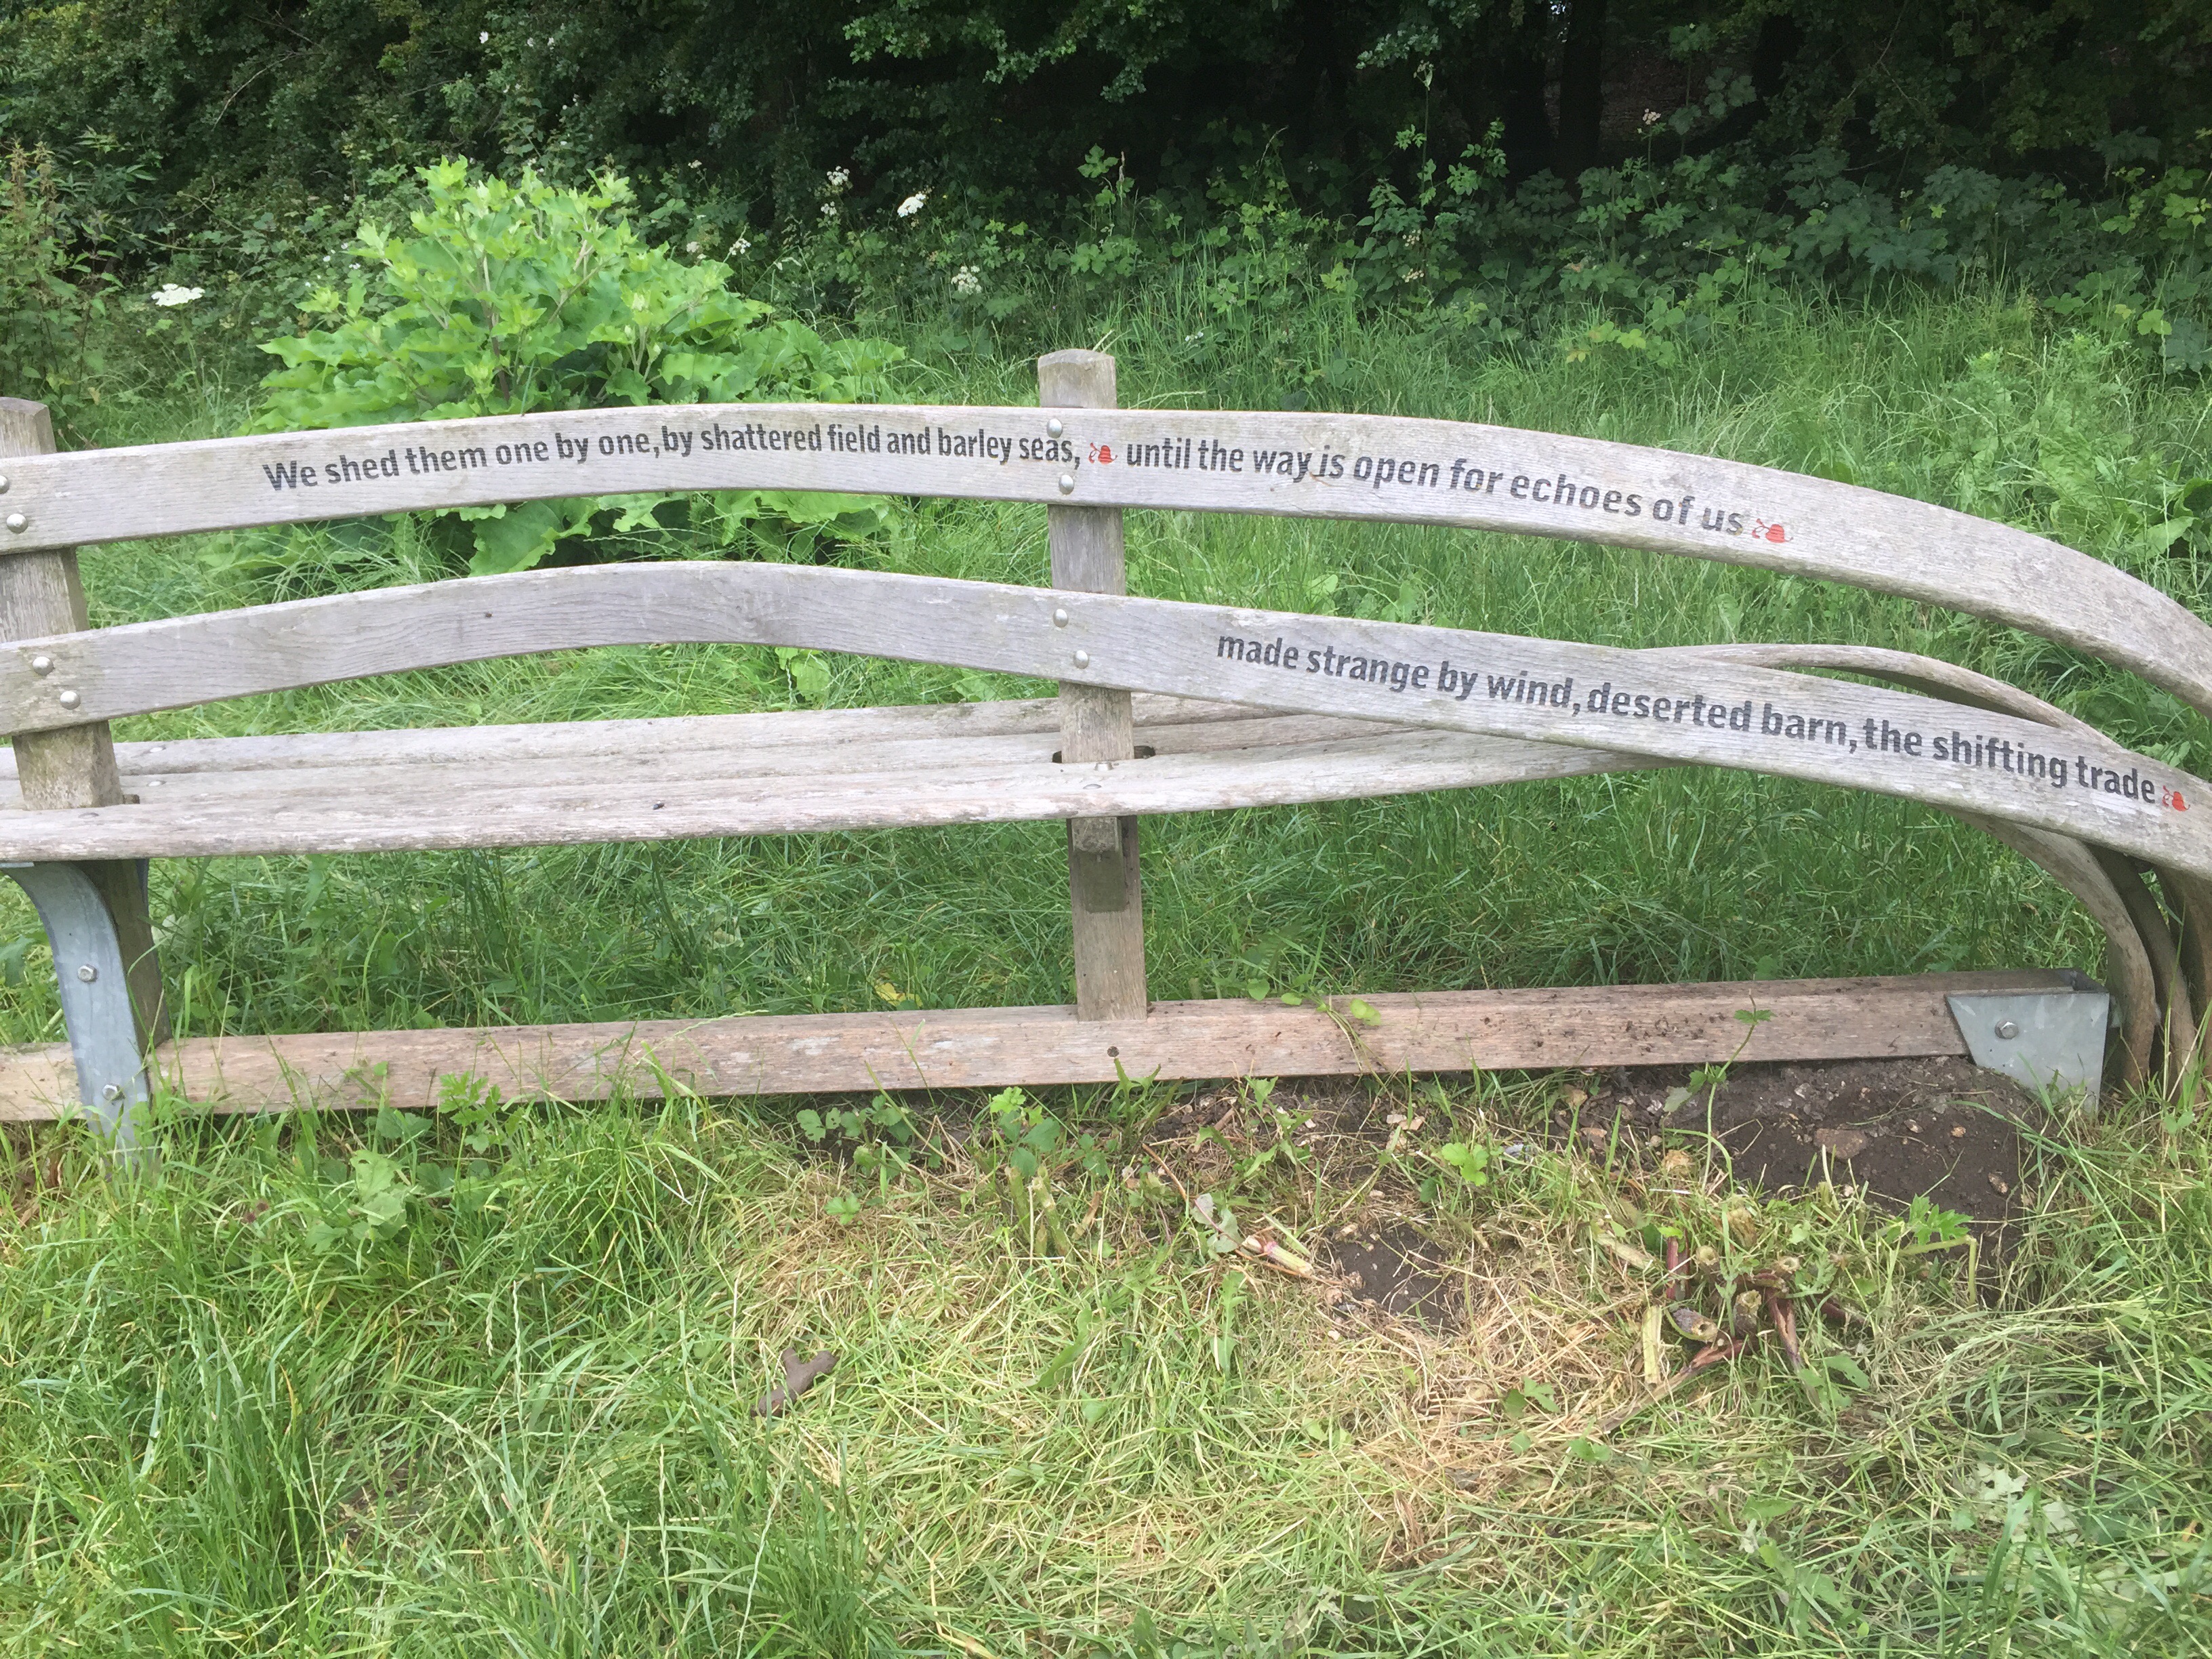 We shed them one by one, by shattered field and barley seas, until the way is open for echoes of us
made strange by wind, deserted barn, the shifting trade